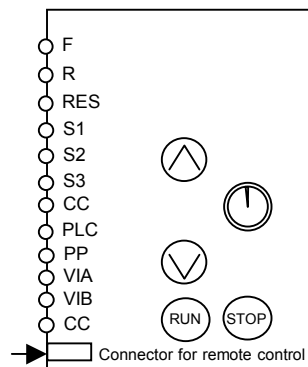 F
R
RES
S1
S2
S3
CC
PLC
PP
VIA
VIB
CC
RUN STOP
Connector for remote control